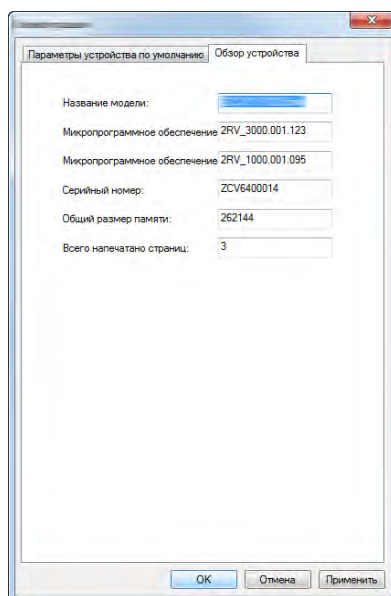 Параметры устройства по умолчанию Обзор устройства
Название модели:
Микропрограммное обеспечение 2RV_3000.001.123
Микропрограммное обеспечение 2RV_1000.001.095
Серийный номер: ZCV6400014
Общий размер памяти: 262144
Всего напечатано страниц: 3
OK Отмена Применить